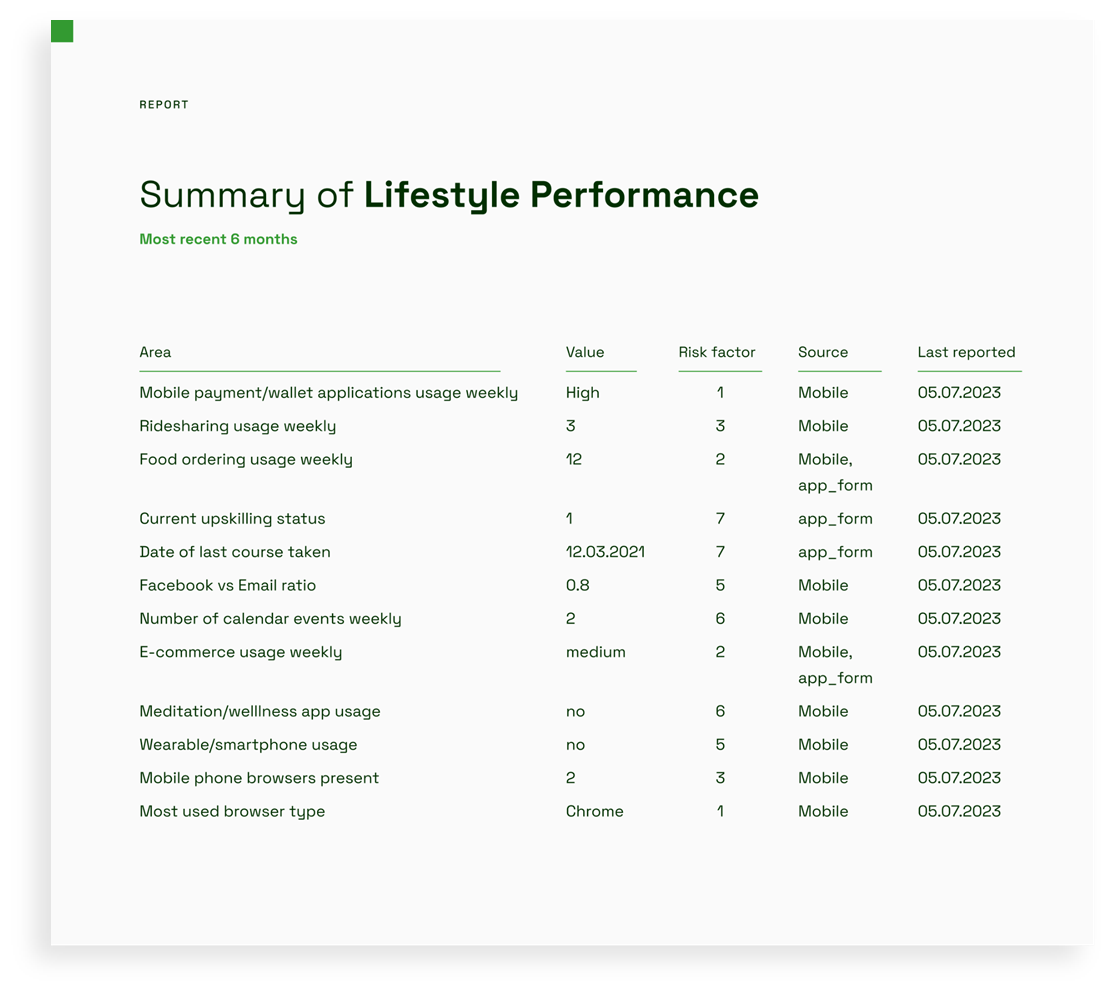 REPORT
Summary of Lifestyle Performance
Most recent 6 months
Area Value Risk factor Source Last reported
Mobile payment/wallet applications usage weekly High 1 Mobile 05.07.2023
Ridesharing usage weekly 3 3 Mobile 05.07.2023
Food ordering usage weekly 12 2 Mobile, 05.07.2023
app_form
Current upskilling status 1 7 app_form 05.07.2023
Date of last course taken 12.03.2021 7 app_form 05.07.2023
Facebook vs Email ratio 0.8 5 Mobile 05.07.2023
Number of calendar events weekly 2 6 Mobile 05.07.2023
E-commerce usage weekly medium 2 Mobile, 05.07.2023
app_form
Meditation/welllness app usage no 6 Mobile 05.07.2023
Wearable/smartphone usage no 5 Mobile 05.07.2023
Mobile phone browsers present 2 3 Mobile 05.07.2023
Most used browser type Chrome 1 Mobile 05.07.2023